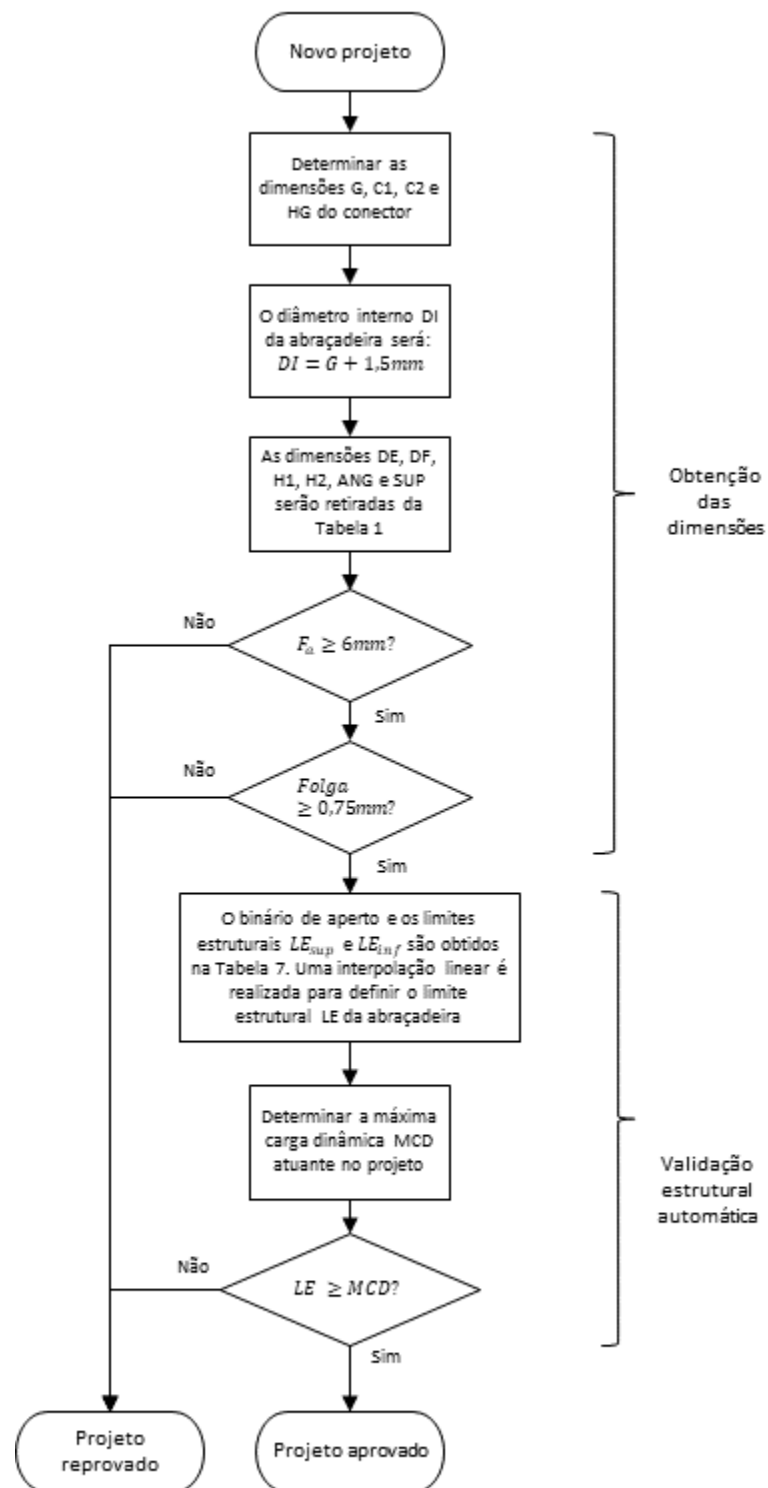 Novo projeto
Determinar as
dimensões G, C1, C2 e
HG do conector
O diâmetro interno DI
da abraçadeira será:
DI = G + 1,5mm
As dimensões DE, DF,
H1, H2, ANG e SUP
serão retiradas da
Tabela 1
Obtenção
das
dimensões
Não
F_a ≥ 6mm?
Sim
Não
Folga
≥ 0,75mm?
Sim
O binário de aperto e os limites
estruturais LE_sup e LE_inf são obtidos
na Tabela 7. Uma interpolação linear é
realizada para definir o limite
estrutural LE da abraçadeira
Determinar a máxima
carga dinâmica MCD
atuante no projeto
Validação
estrutural
automática
Não
LE ≥ MCD?
Sim
Projeto
reprovado
Projeto aprovado